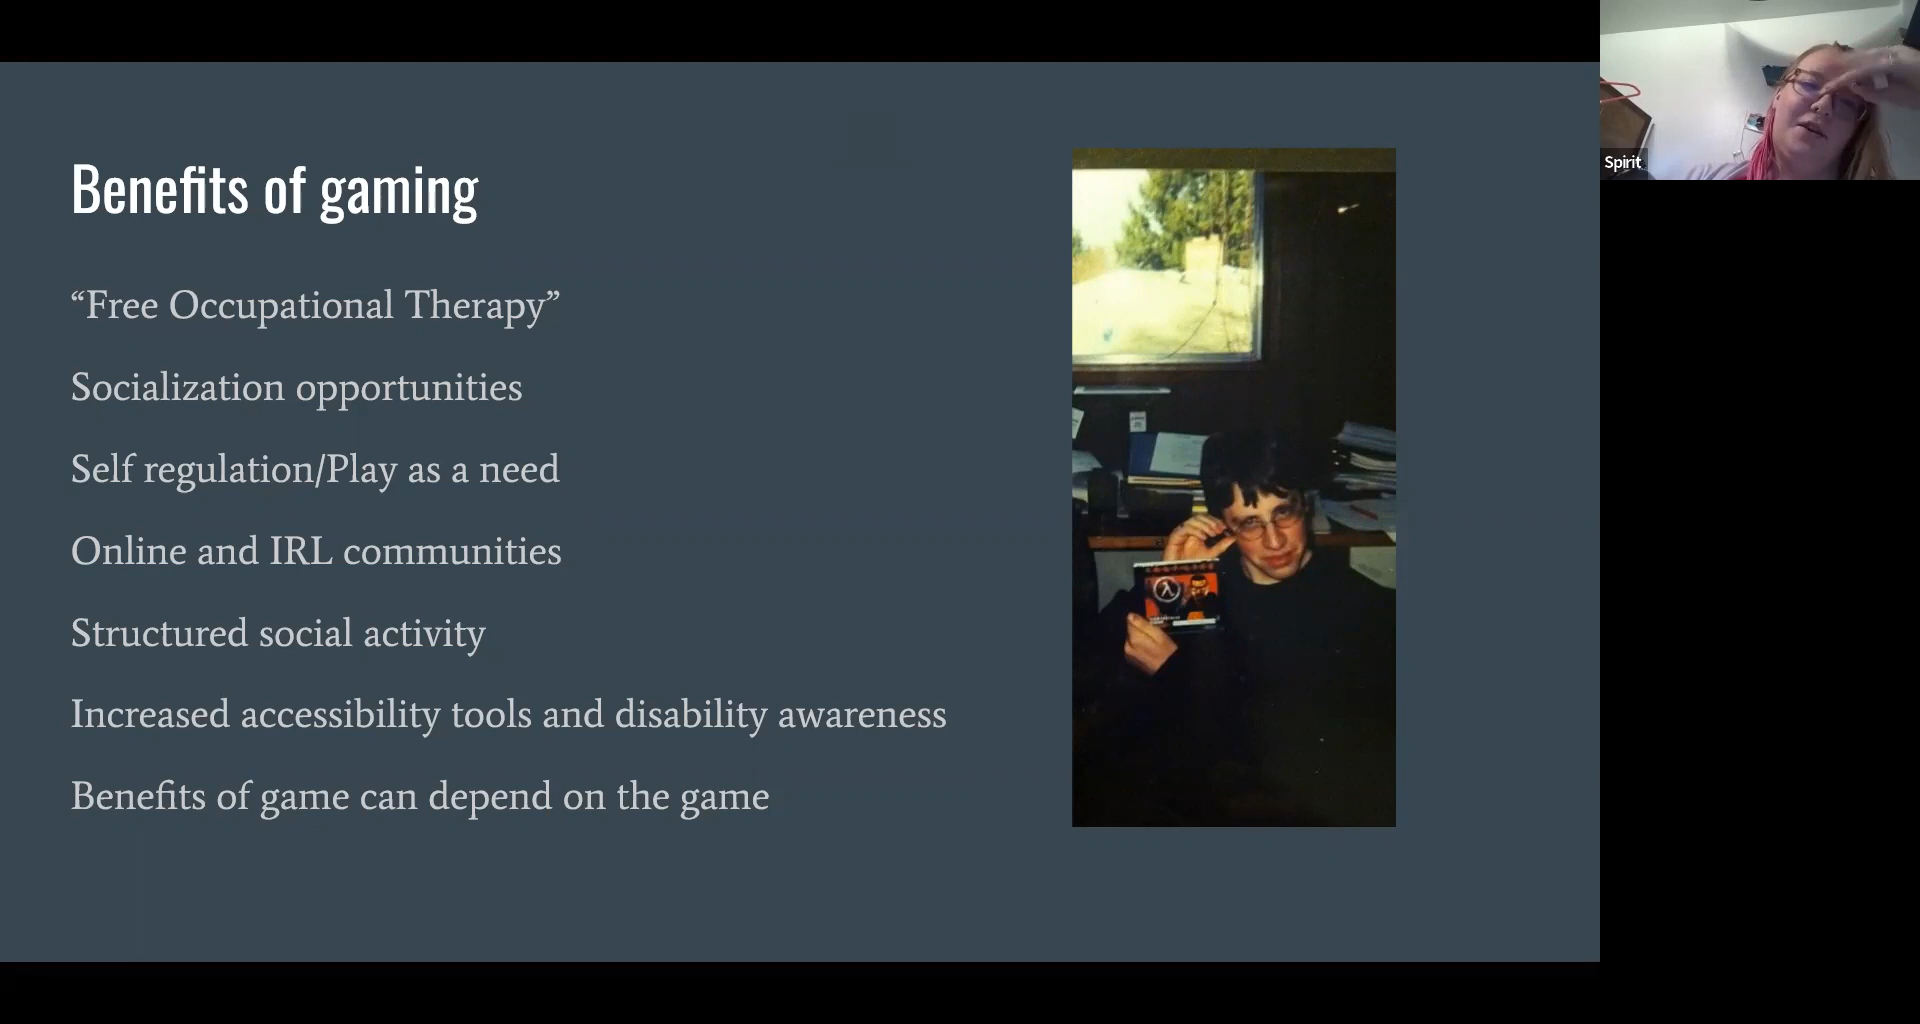 Benefits of gaming
“Free Occupational Therapy”
Socialization opportunities
Self regulation/Play as a need
Online and IRL communities
Structured social activity
Increased accessibility tools and disability awareness
Benefits of game can depend on the game
Spirit